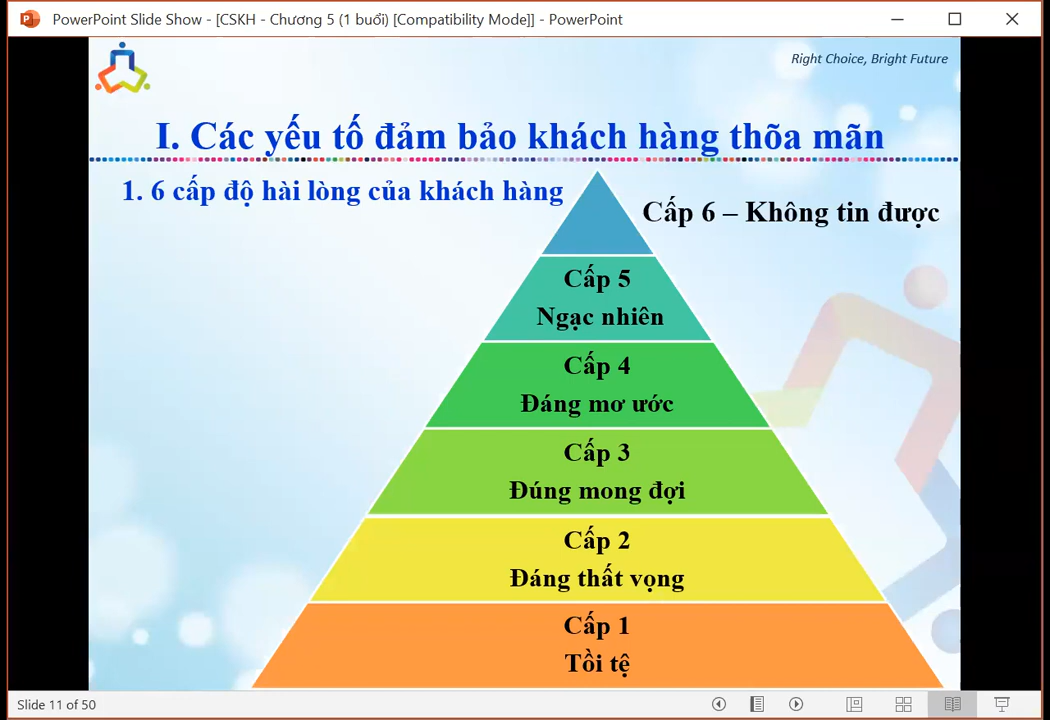 PowerPoint Slide Show - [CSKH - Chương 5 (1 buổi) [Compatibility Mode]] - PowerPoint
Right Choice, Bright Future
I. Các yếu tố đảm bảo khách hàng thõa mãn
1. 6 cấp độ hài lòng của khách hàng
Cấp 6 – Không tin được
Cấp 5
Ngạc nhiên
Cấp 4
Đáng mơ ước
Cấp 3
Đúng mong đợi
Cấp 2
Đáng thất vọng
Cấp 1
Tồi tệ
Slide 11 of 50